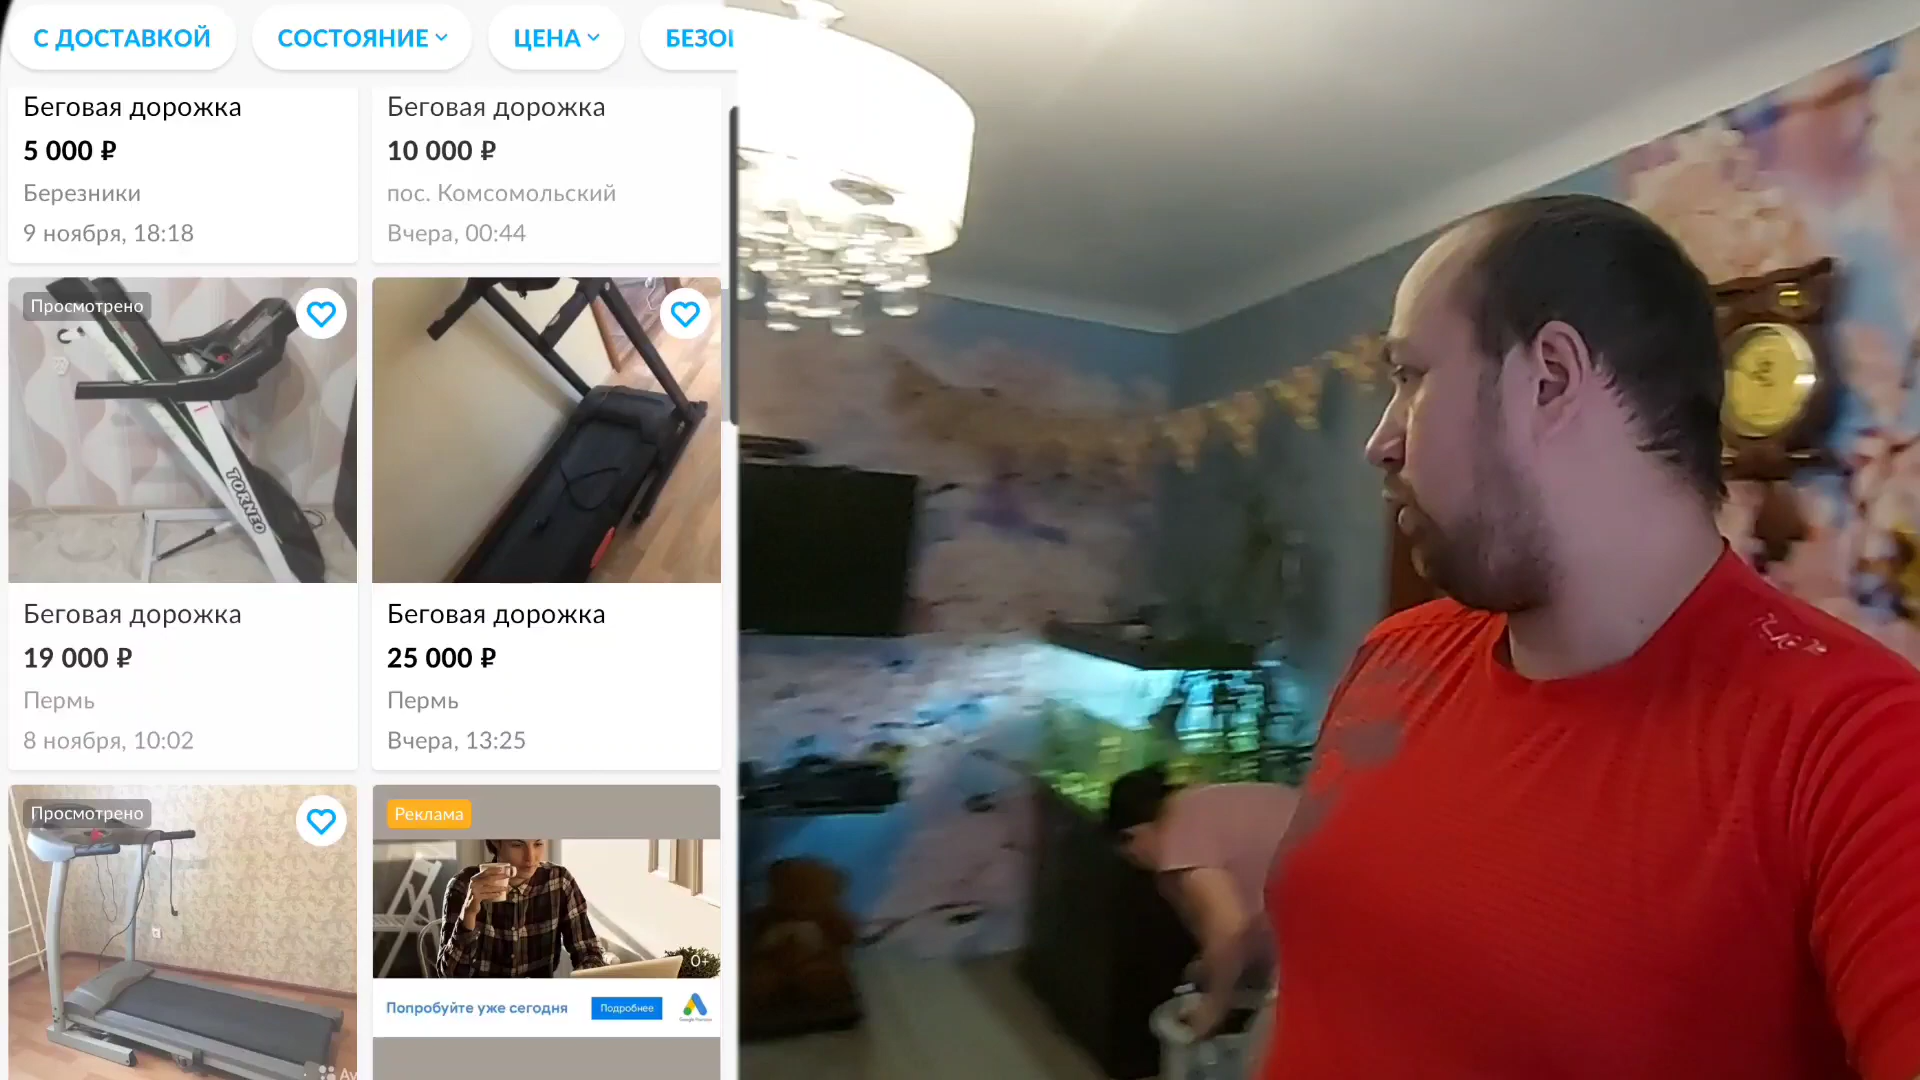 С ДОСТАВКОЙ
СОСТОЯНИЕ
ЦЕНА
Беговая дорожка
5 000 ₽
Березники
9 ноября, 18:18
Беговая дорожка
10 000 ₽
пос. Комсомольский
Вчера, 00:44
Просмотрено
TORNEO
Беговая дорожка
19 000 ₽
Пермь
8 ноября, 10:02
Беговая дорожка
25 000 ₽
Пермь
Вчера, 13:25
Просмотрено
Av
Реклама
0+
Попробуйте уже сегодня
Подробнее